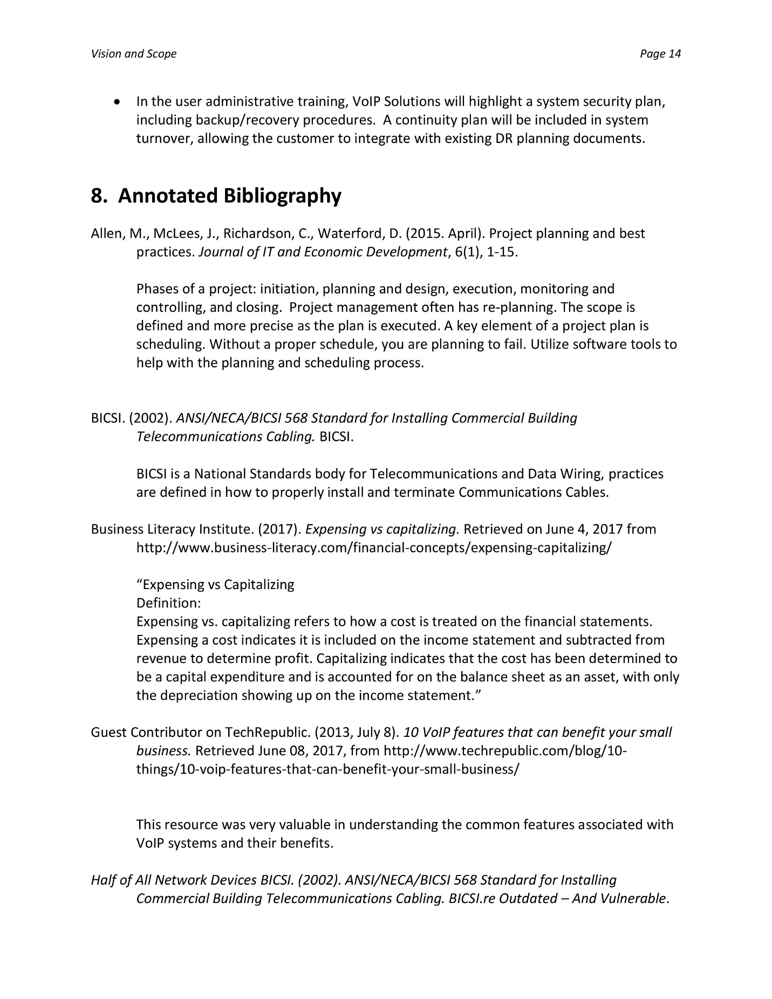 Vision and Scope Page 14
• In the user administrative training, VoIP Solutions will highlight a system security plan,
including backup/recovery procedures.  A continuity plan will be included in system
turnover, allowing the customer to integrate with existing DR planning documents.
8.  Annotated Bibliography
Allen, M., McLees, J., Richardson, C., Waterford, D. (2015. April). Project planning and best
practices. Journal of IT and Economic Development, 6(1), 1-15.
Phases of a project: initiation, planning and design, execution, monitoring and
controlling, and closing.  Project management often has re-planning. The scope is
defined and more precise as the plan is executed. A key element of a project plan is
scheduling. Without a proper schedule, you are planning to fail. Utilize software tools to
help with the planning and scheduling process.
BICSI. (2002). ANSI/NECA/BICSI 568 Standard for Installing Commercial Building
Telecommunications Cabling. BICSI.
BICSI is a National Standards body for Telecommunications and Data Wiring, practices
are defined in how to properly install and terminate Communications Cables.
Business Literacy Institute. (2017). Expensing vs capitalizing. Retrieved on June 4, 2017 from
http://www.business-literacy.com/financial-concepts/expensing-capitalizing/
“Expensing vs Capitalizing
Definition:
Expensing vs. capitalizing refers to how a cost is treated on the financial statements.
Expensing a cost indicates it is included on the income statement and subtracted from
revenue to determine profit. Capitalizing indicates that the cost has been determined to
be a capital expenditure and is accounted for on the balance sheet as an asset, with only
the depreciation showing up on the income statement.”
Guest Contributor on TechRepublic. (2013, July 8). 10 VoIP features that can benefit your small
business. Retrieved June 08, 2017, from http://www.techrepublic.com/blog/10-
things/10-voip-features-that-can-benefit-your-small-business/
This resource was very valuable in understanding the common features associated with
VoIP systems and their benefits.
Half of All Network Devices BICSI. (2002). ANSI/NECA/BICSI 568 Standard for Installing
Commercial Building Telecommunications Cabling. BICSI.re Outdated – And Vulnerable.